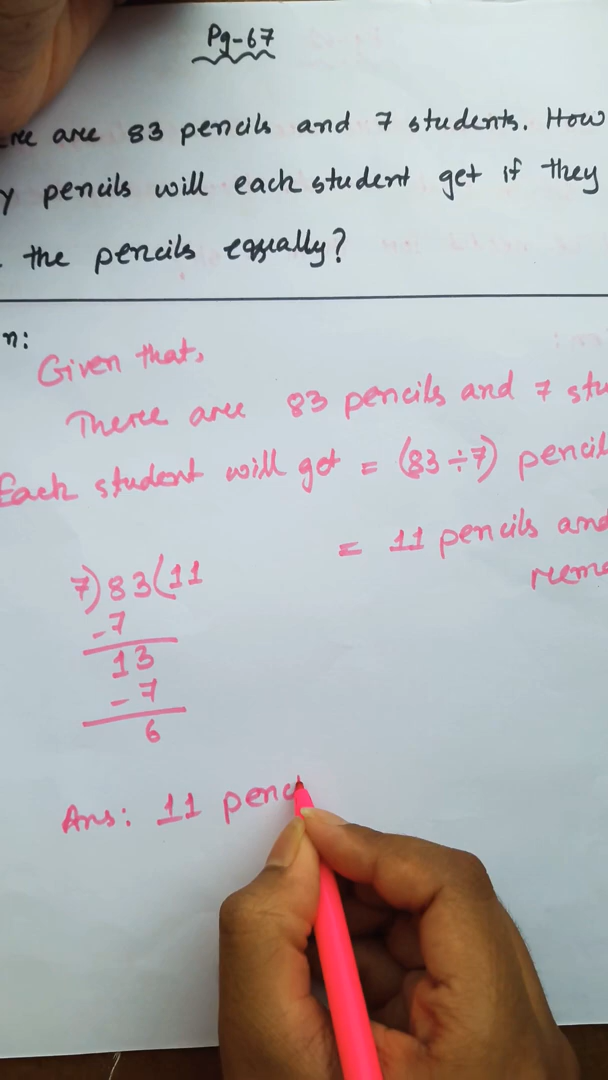 Pg-67
ere are 83 pencils and 7 students. How
y pencils will each student get if they
the pencils equally?
n:
Given that,
There are 83 pencils and 7 stu
Each student will get = (83÷7) pencil
= 11 pencils and
reme
7)83(11
-7
13
-7
6
Ans: 11 penc